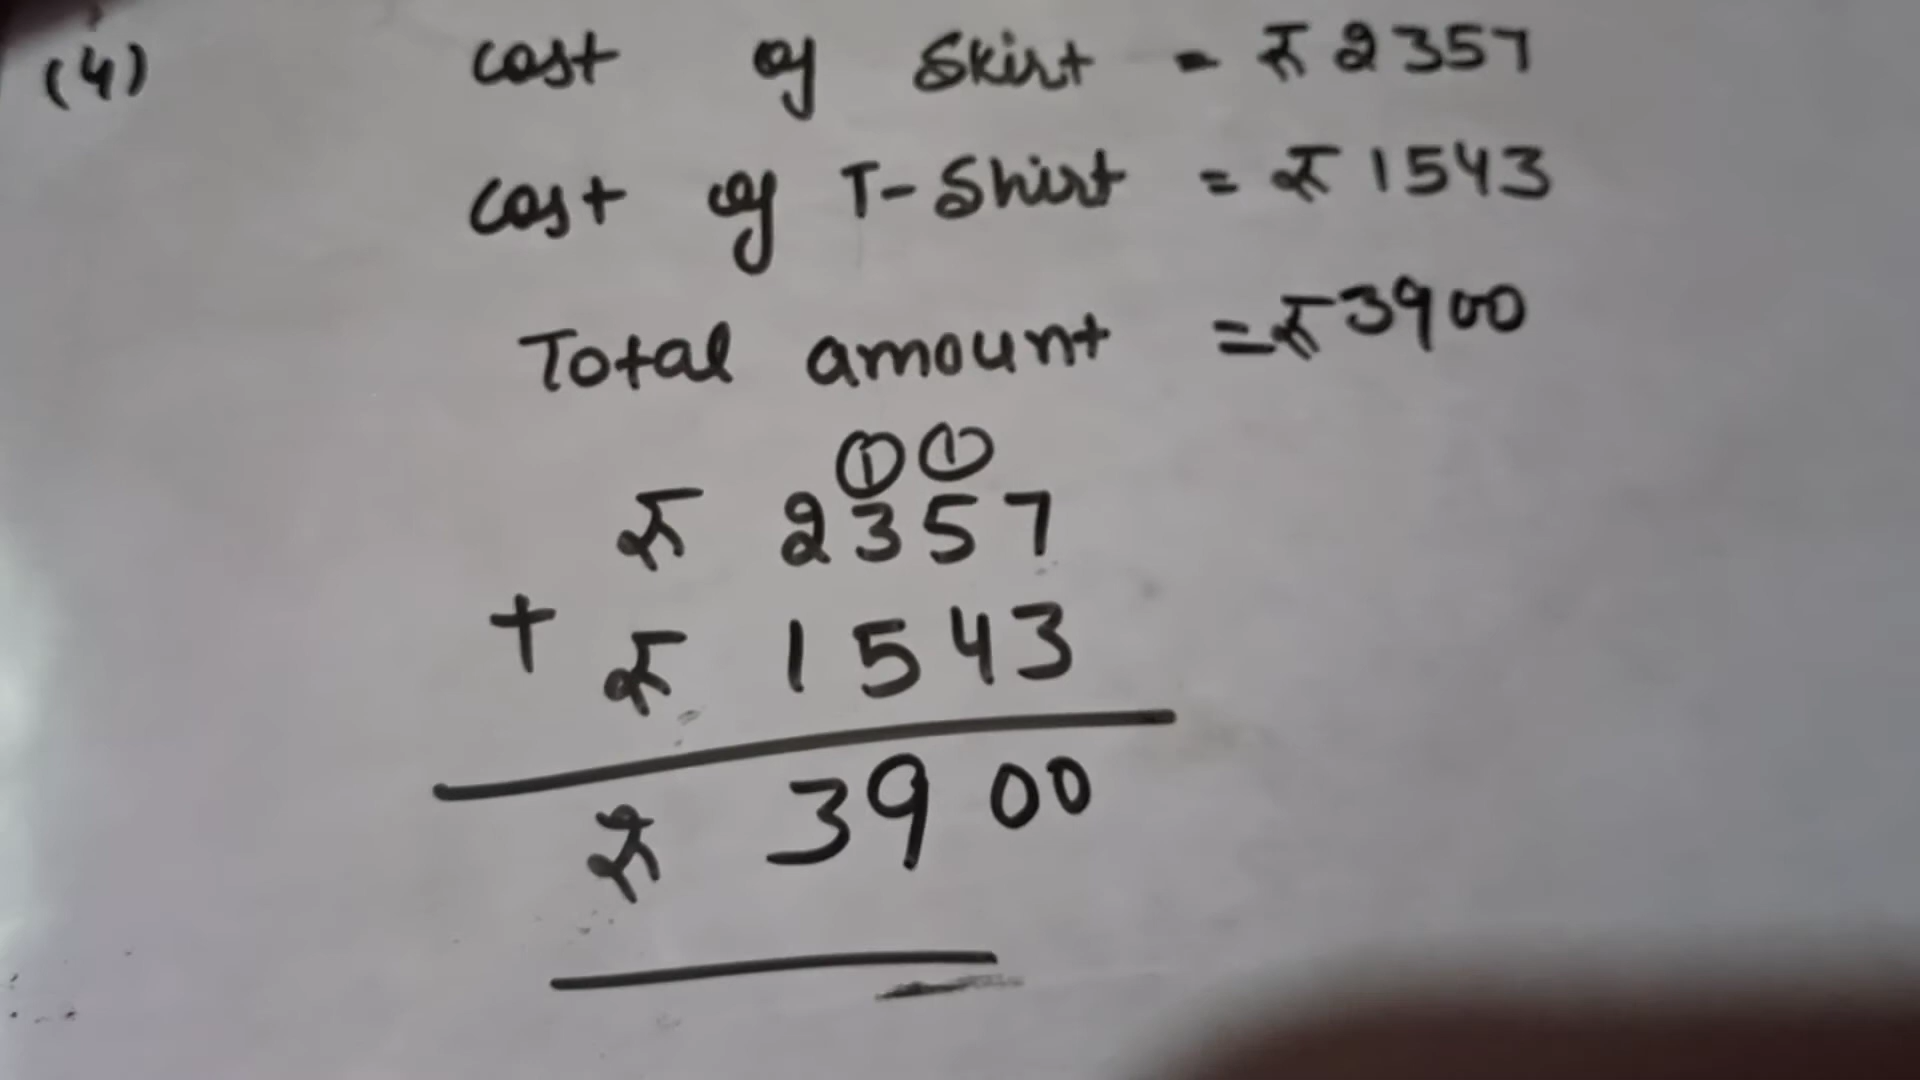 (4) cost of Skirt = ₹ 2357
cost of T-Shirt = ₹ 1543
Total amount = ₹ 3900
1 1
₹ 2357
+ ₹ 1543
₹ 3900